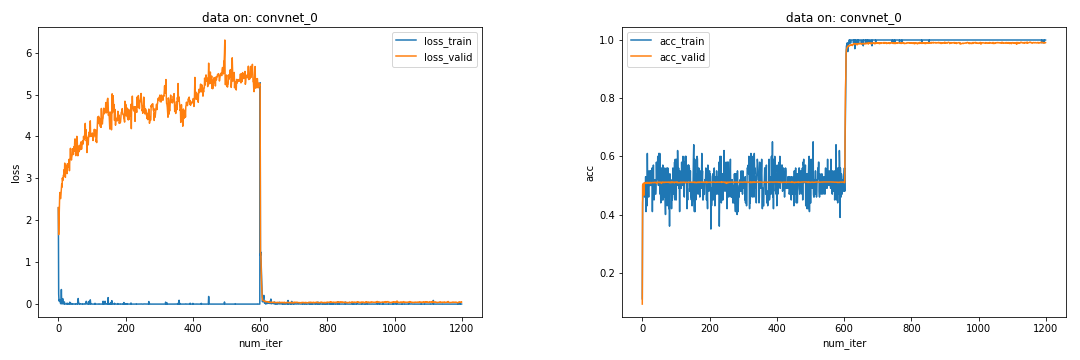 data on: convnet_0
loss_train
loss_valid
6
5
4
3
2
1
0
loss
0 200 400 600 800 1000 1200
num_iter
data on: convnet_0
acc_train
acc_valid
1.0
0.8
0.6
0.4
0.2
acc
0 200 400 600 800 1000 1200
num_iter